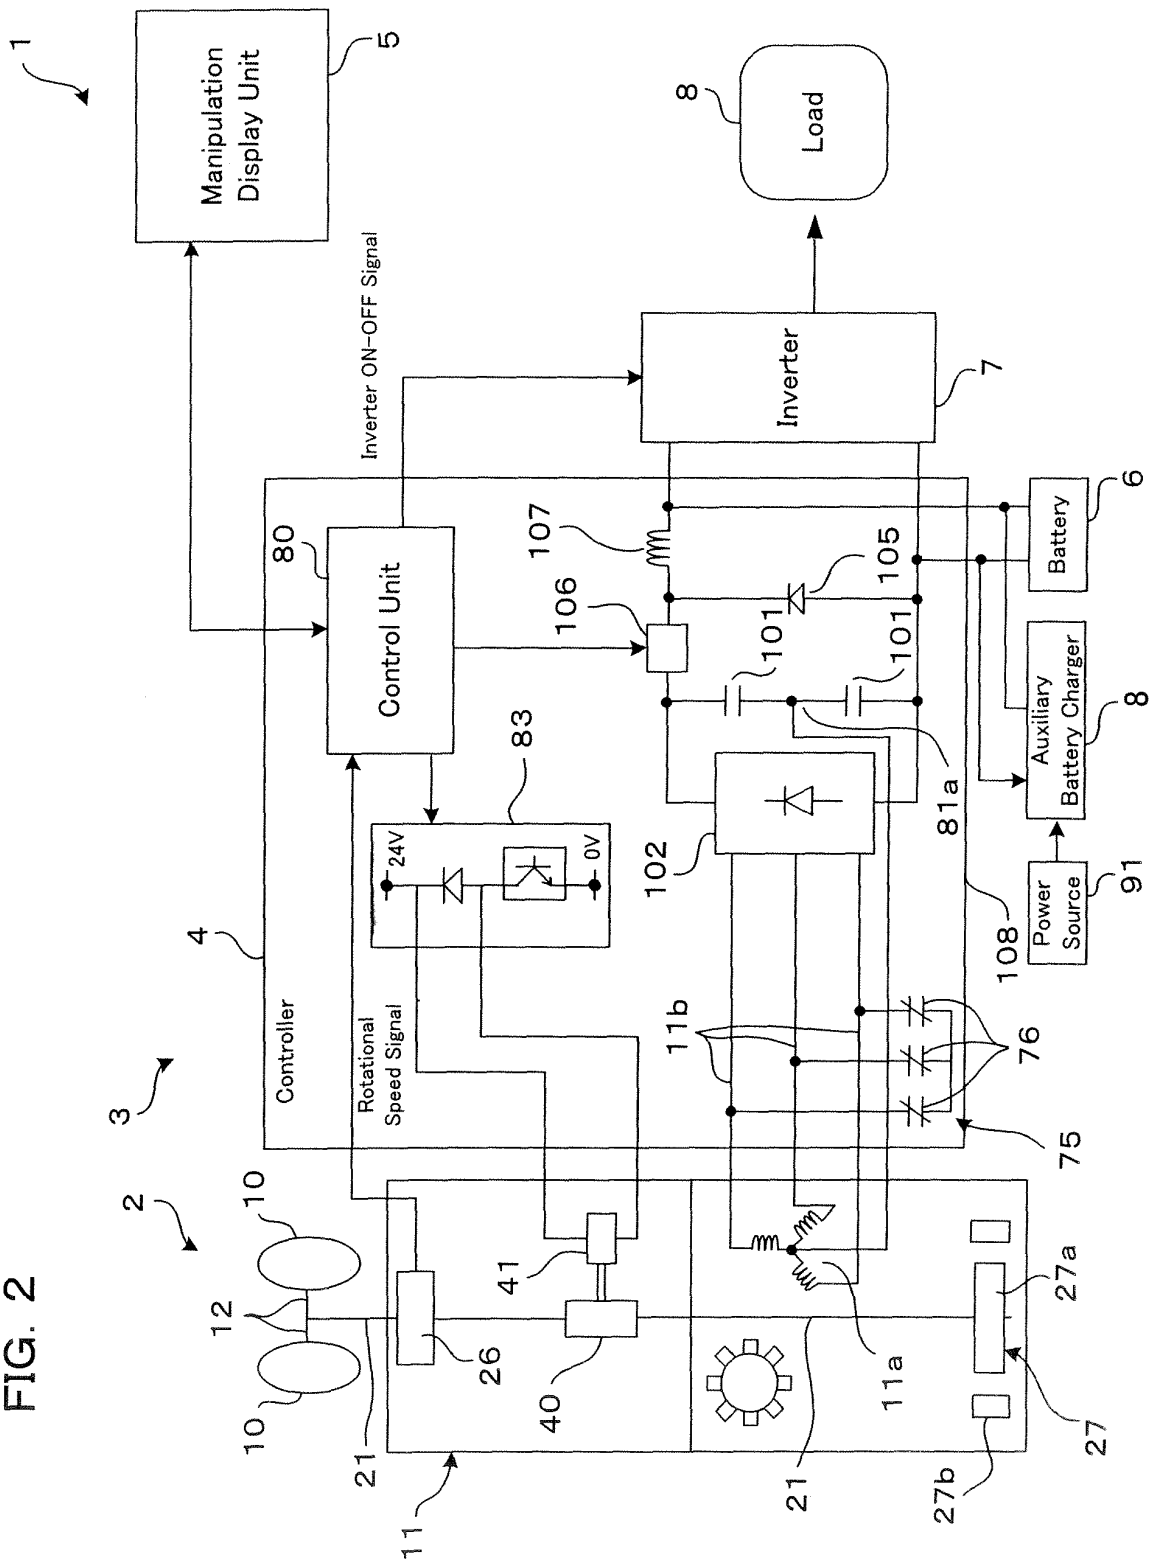 FIG. 2
1
2
3
4
Manipulation
Display Unit
5
Inverter ON-OFF Signal
Controller
Rotational
Speed Signal
Control Unit
80
83
24V
0V
106
107
105
101
101
102
81a
Inverter
7
Load
8
Battery
6
Auxiliary
Battery Charger
8
Power
Source
91
108
11b
76
75
10
10
12
21
26
41
40
11
11a
21
27a
27
27b